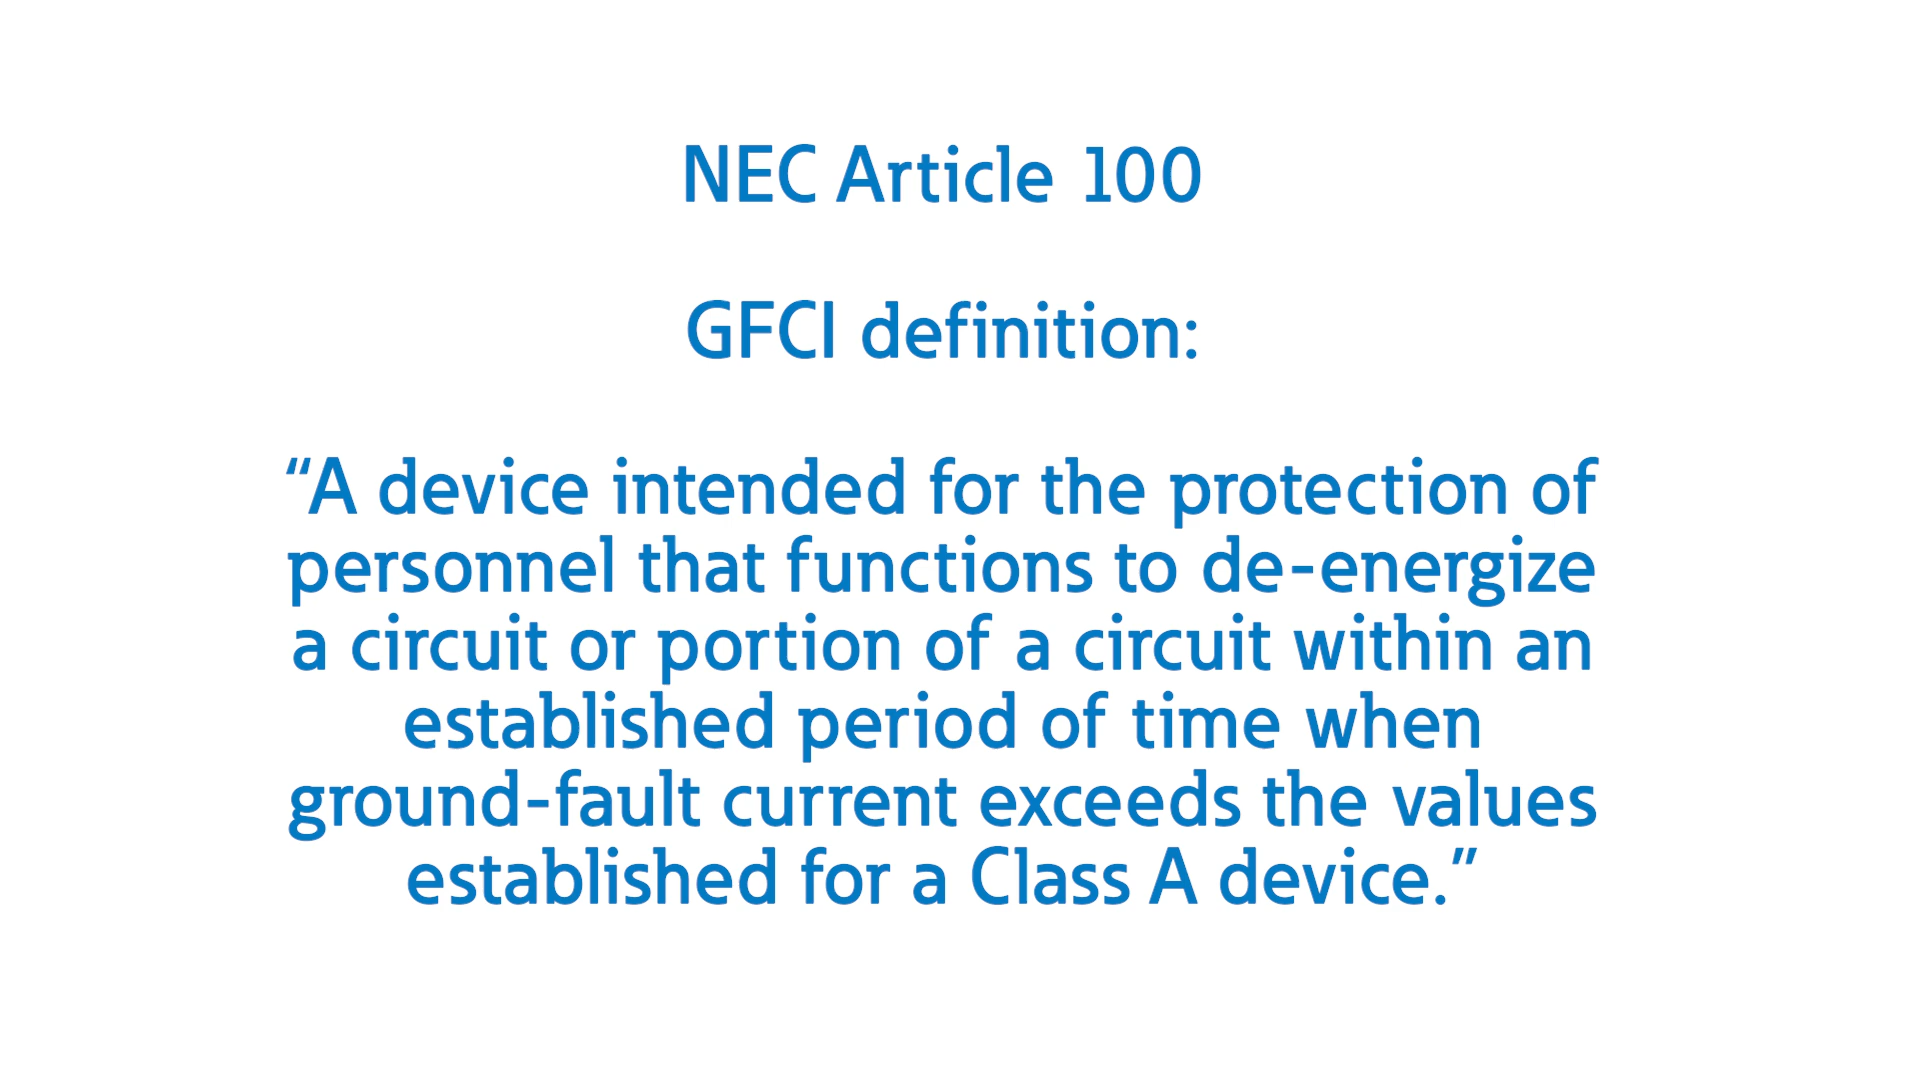 NEC Article 100
GFCI definition:
“A device intended for the protection of
personnel that functions to de-energize
a circuit or portion of a circuit within an
established period of time when
ground-fault current exceeds the values
established for a Class A device.”